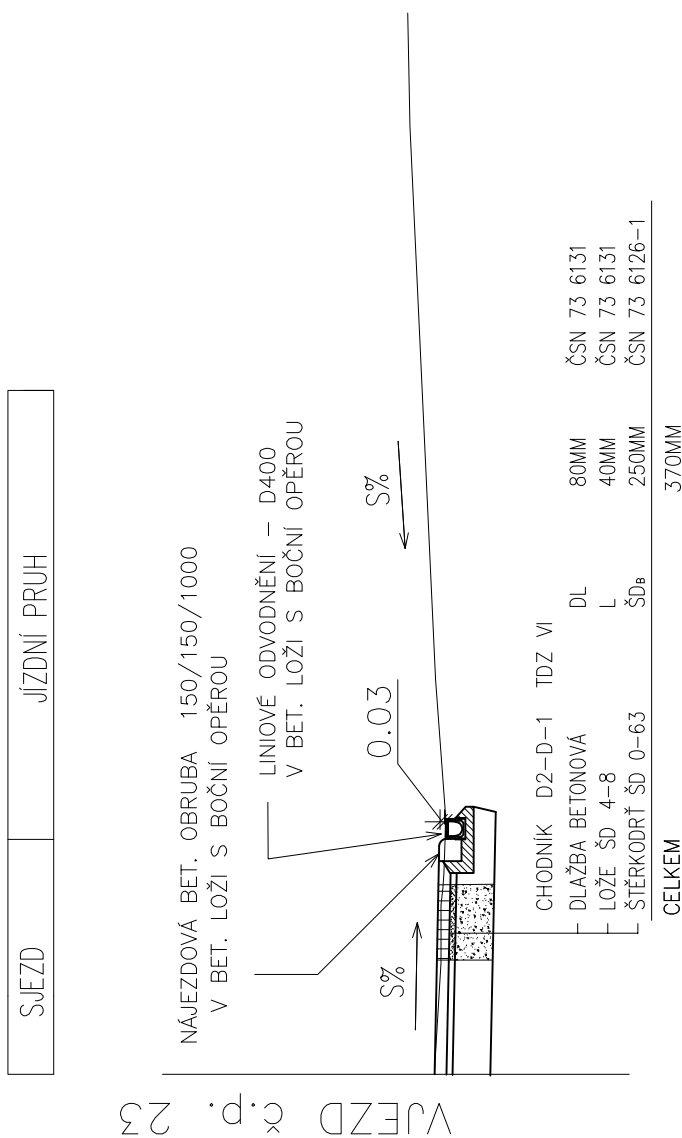 SJEZD
JÍZDNÍ PRUH
NÁJEZDOVÁ BET. OBRUBA 150/150/1000
V BET. LOŽI S BOČNÍ OPĚROU
LINIOVÉ ODVODNĚNÍ – D400
V BET. LOŽI S BOČNÍ OPĚROU
S%
S%
0.03
CHODNÍK D2-D-1 TDZ VI
DLAŽBA BETONOVÁ DL 80MM ČSN 73 6131
LOŽE ŠD 4-8 L 40MM ČSN 73 6131
ŠTĚRKODRŤ ŠD 0-63 ŠDB 250MM ČSN 73 6126-1
CELKEM 370MM
VJEZD č.p. 23